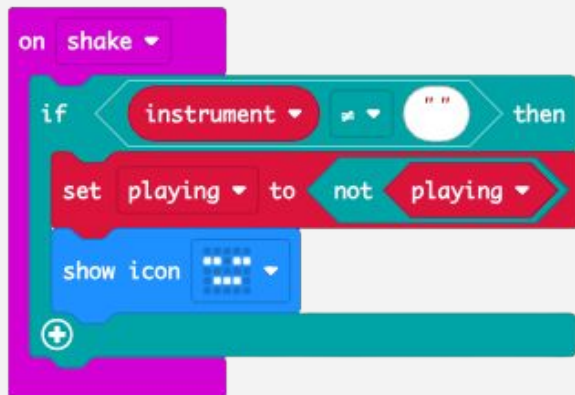 on shake
if instrument ≠ " " then
set playing to not playing
show icon